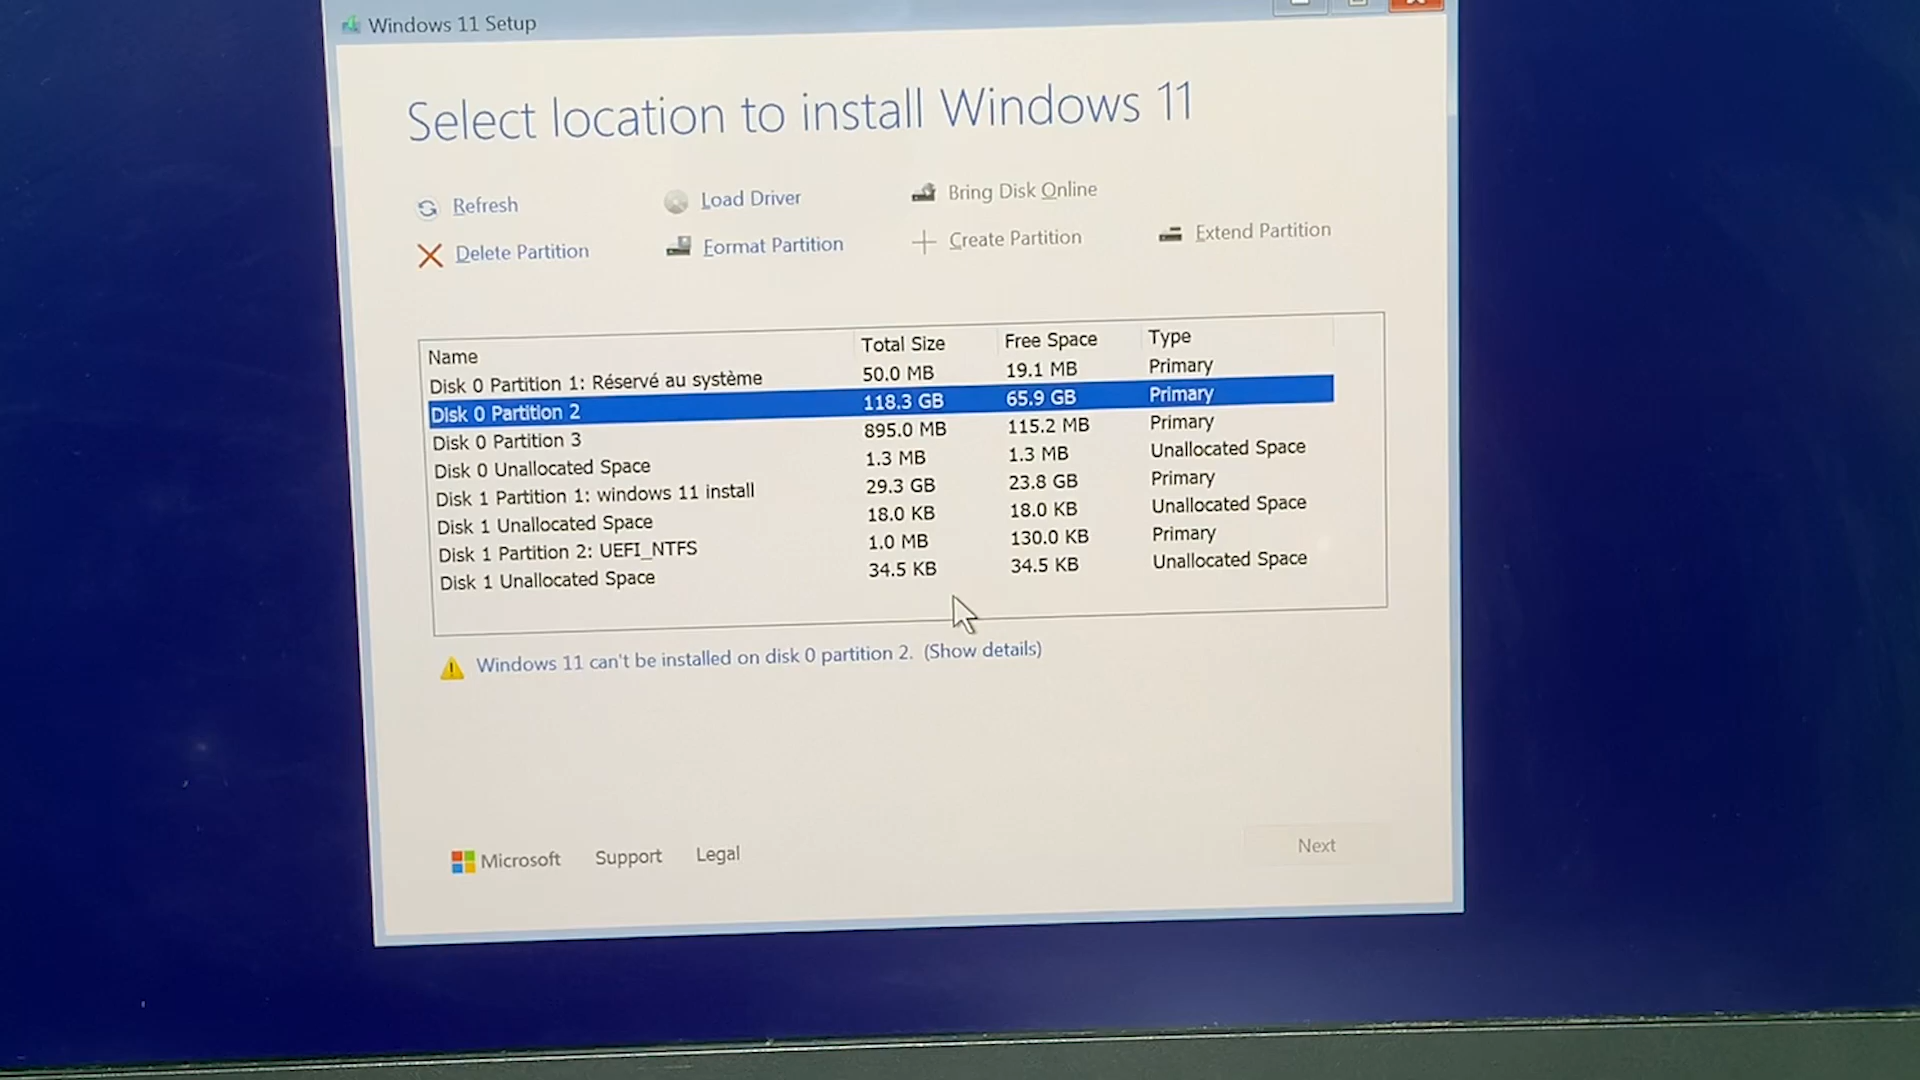 Windows 11 Setup
Select location to install Windows 11
Refresh Load Driver Bring Disk Online
Delete Partition Format Partition Create Partition Extend Partition
Name Total Size Free Space Type
Disk 0 Partition 1: Réservé au système 50.0 MB 19.1 MB Primary
Disk 0 Partition 2 118.3 GB 65.9 GB Primary
Disk 0 Partition 3 895.0 MB 115.2 MB Primary
Disk 0 Unallocated Space 1.3 MB 1.3 MB Unallocated Space
Disk 1 Partition 1: windows 11 install 29.3 GB 23.8 GB Primary
Disk 1 Unallocated Space 18.0 KB 18.0 KB Unallocated Space
Disk 1 Partition 2: UEFI_NTFS 1.0 MB 130.0 KB Primary
Disk 1 Unallocated Space 34.5 KB 34.5 KB Unallocated Space
Windows 11 can't be installed on disk 0 partition 2. (Show details)
Microsoft Support Legal Next